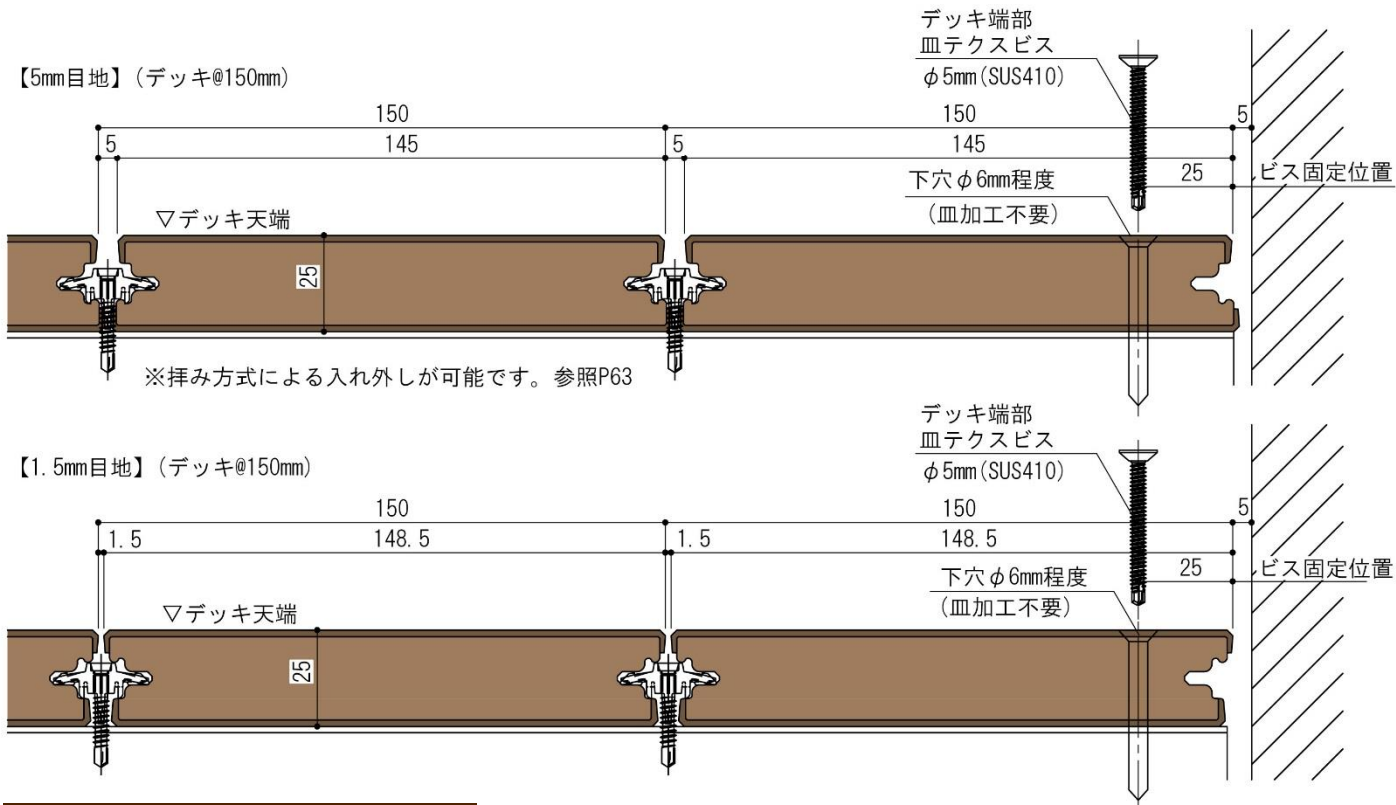 デッキ端部
皿テクスビス
φ5mm(SUS410)
【5mm目地】(デッキ@150mm)
150
150
5
5
145
5
145
25
ビス固定位置
下穴φ6mm程度
(皿加工不要)
▽デッキ天端
25
※拝み方式による入れ外しが可能です。参照P63
デッキ端部
皿テクスビス
φ5mm(SUS410)
【1.5mm目地】(デッキ@150mm)
150
150
5
1.5
148.5
1.5
148.5
25
ビス固定位置
下穴φ6mm程度
(皿加工不要)
▽デッキ天端
25